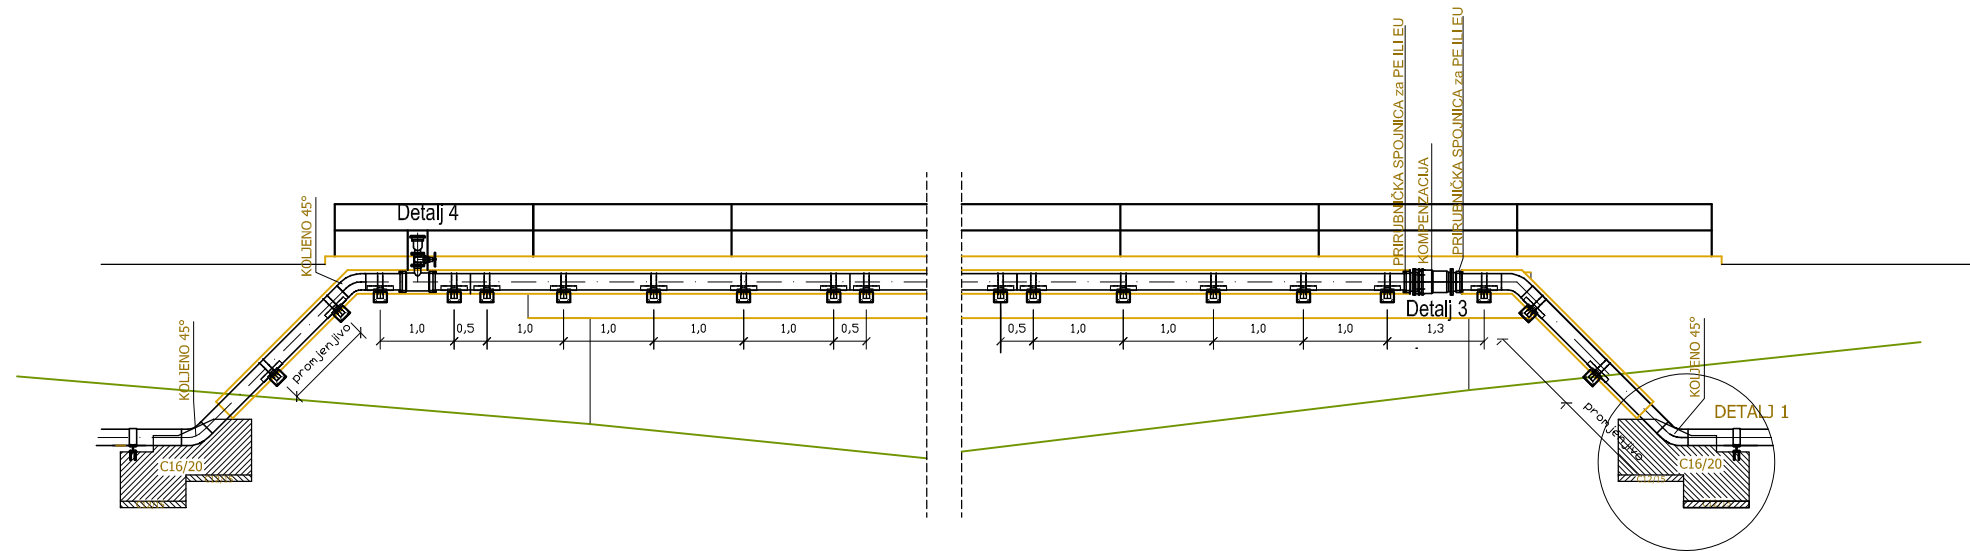 PRIRUBNIČKA SPOJNICA za PE ILI EU
KOMPENZACIJA
PRIRUBNIČKA SPOJNICA za PE ILI EU
KOLJENO 45°
Detalj 4
Detalj 3
1,0 0,5 1,0 1,0 1,0 1,0 0,5
0,5 1,0 1,0 1,0 1,0 1,3
KOLJENO 45°
promjenjivo
KOLJENO 45°
promjenjivo
DETALJ 1
C16/20
C16/20
C12/15